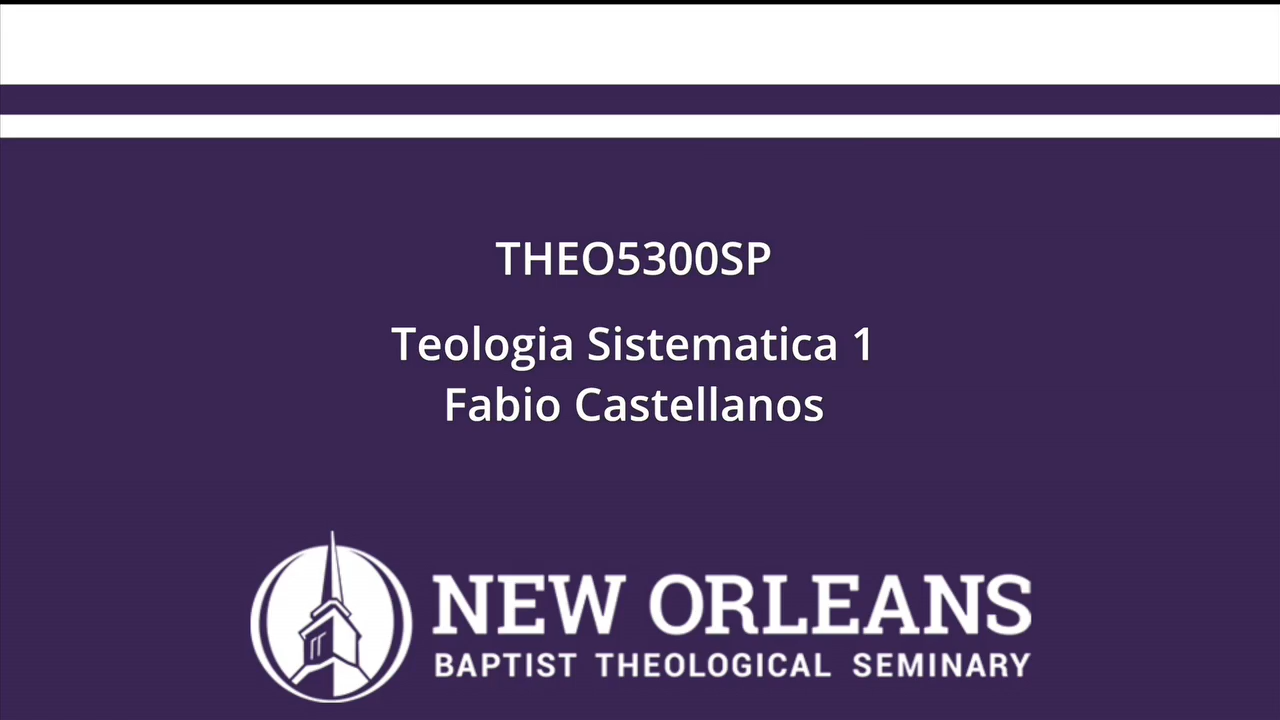 THEO5300SP
Teologia Sistematica 1
Fabio Castellanos
NEW ORLEANS
BAPTIST THEOLOGICAL SEMINARY